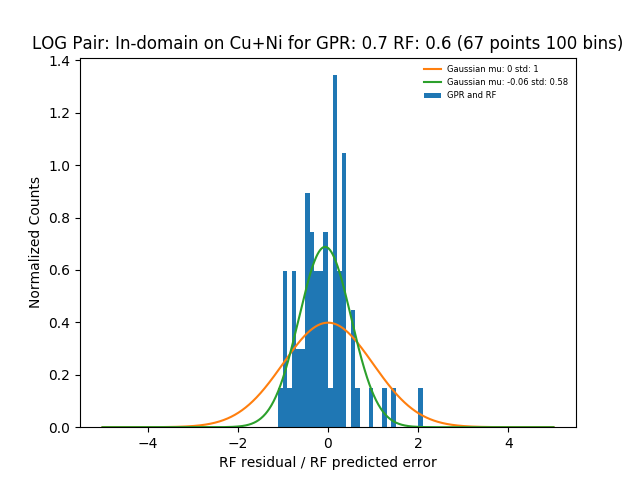 LOG Pair: In-domain on Cu+Ni for GPR: 0.7 RF: 0.6 (67 points 100 bins)
Gaussian mu: 0 std: 1
Gaussian mu: -0.06 std: 0.58
GPR and RF
Normalized Counts
1.4
1.2
1.0
0.8
0.6
0.4
0.2
0.0
−4 −2 0 2 4
RF residual / RF predicted error